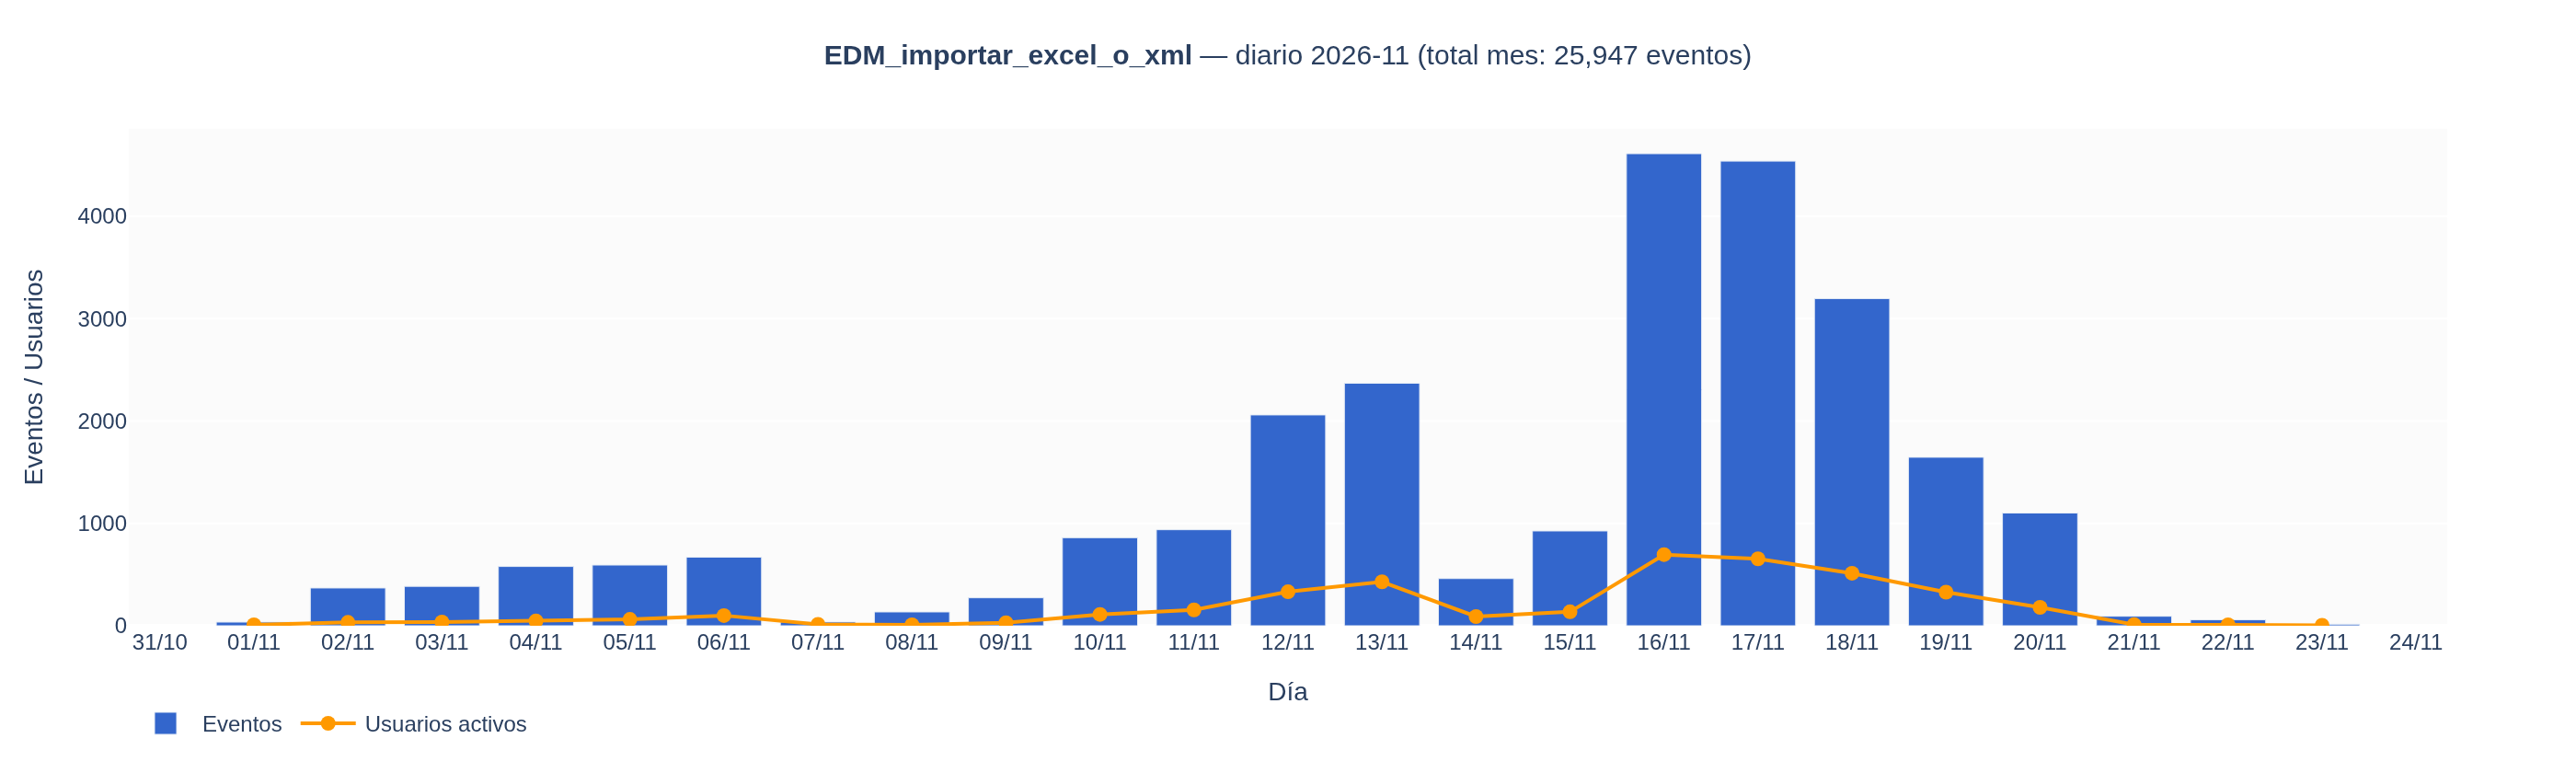 EDM_importar_excel_o_xml — diario 2026-11 (total mes: 25,947 eventos)
Eventos / Usuarios
4000
3000
2000
1000
0
31/10 01/11 02/11 03/11 04/11 05/11 06/11 07/11 08/11 09/11 10/11 11/11 12/11 13/11 14/11 15/11 16/11 17/11 18/11 19/11 20/11 21/11 22/11 23/11 24/11
Día
Eventos Usuarios activos